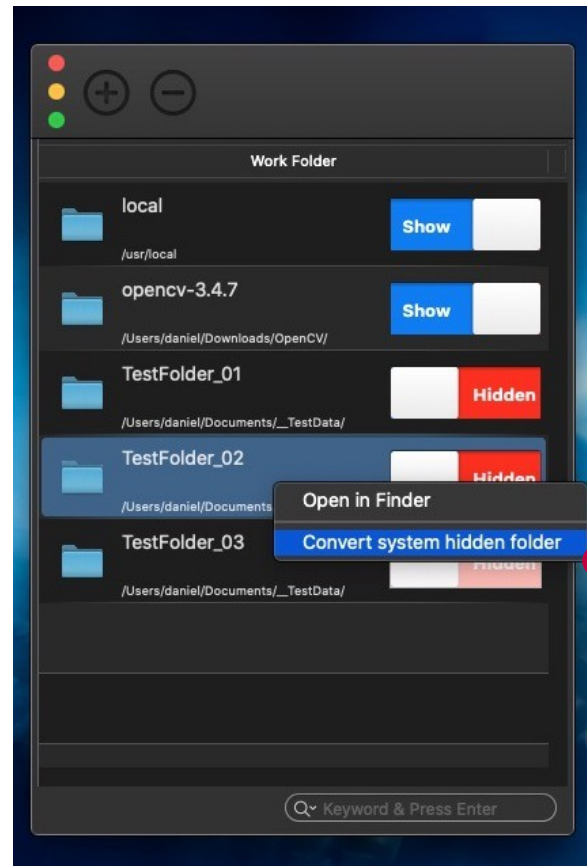 Work Folder
local
Show
/usr/local
opencv-3.4.7
Show
/Users/daniel/Downloads/OpenCV/
TestFolder_01
Hidden
/Users/daniel/Documents/__TestData/
TestFolder_02
Hidden
/Users/daniel/Documents
Open in Finder
Convert system hidden folder
TestFolder_03
Hidden
/Users/daniel/Documents/__TestData/
Keyword & Press Enter